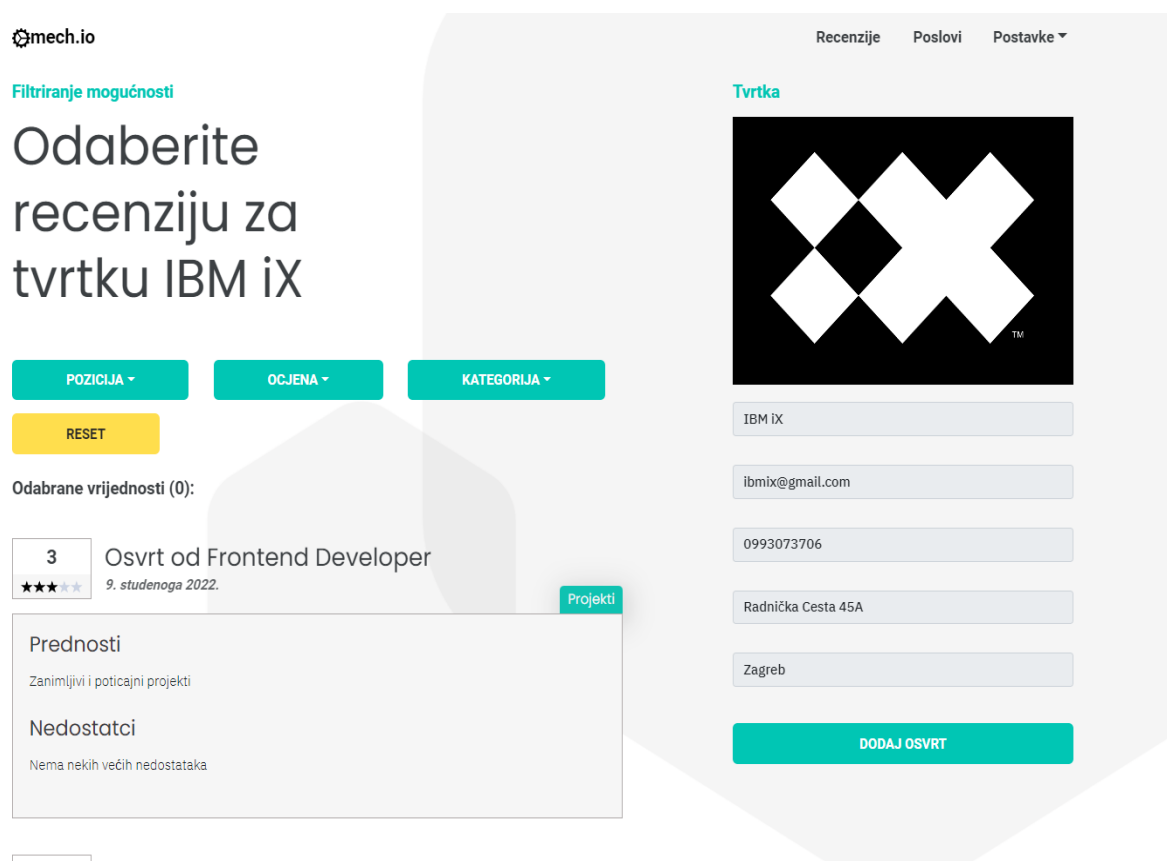 mech.io
Recenzije Poslovi Postavke
Filtriranje mogućnosti
Odaberite
recenziju za
tvrtku IBM iX
POZICIJA
OCJENA
KATEGORIJA
RESET
Odabrane vrijednosti (0):
3
Osvrt od Frontend Developer
9. studenoga 2022.
Projekti
Prednosti
Zanimljivi i poticajni projekti
Nedostatci
Nema nekih većih nedostataka
Tvrtka
TM
IBM iX
ibmix@gmail.com
0993073706
Radnička Cesta 45A
Zagreb
DODAJ OSVRT